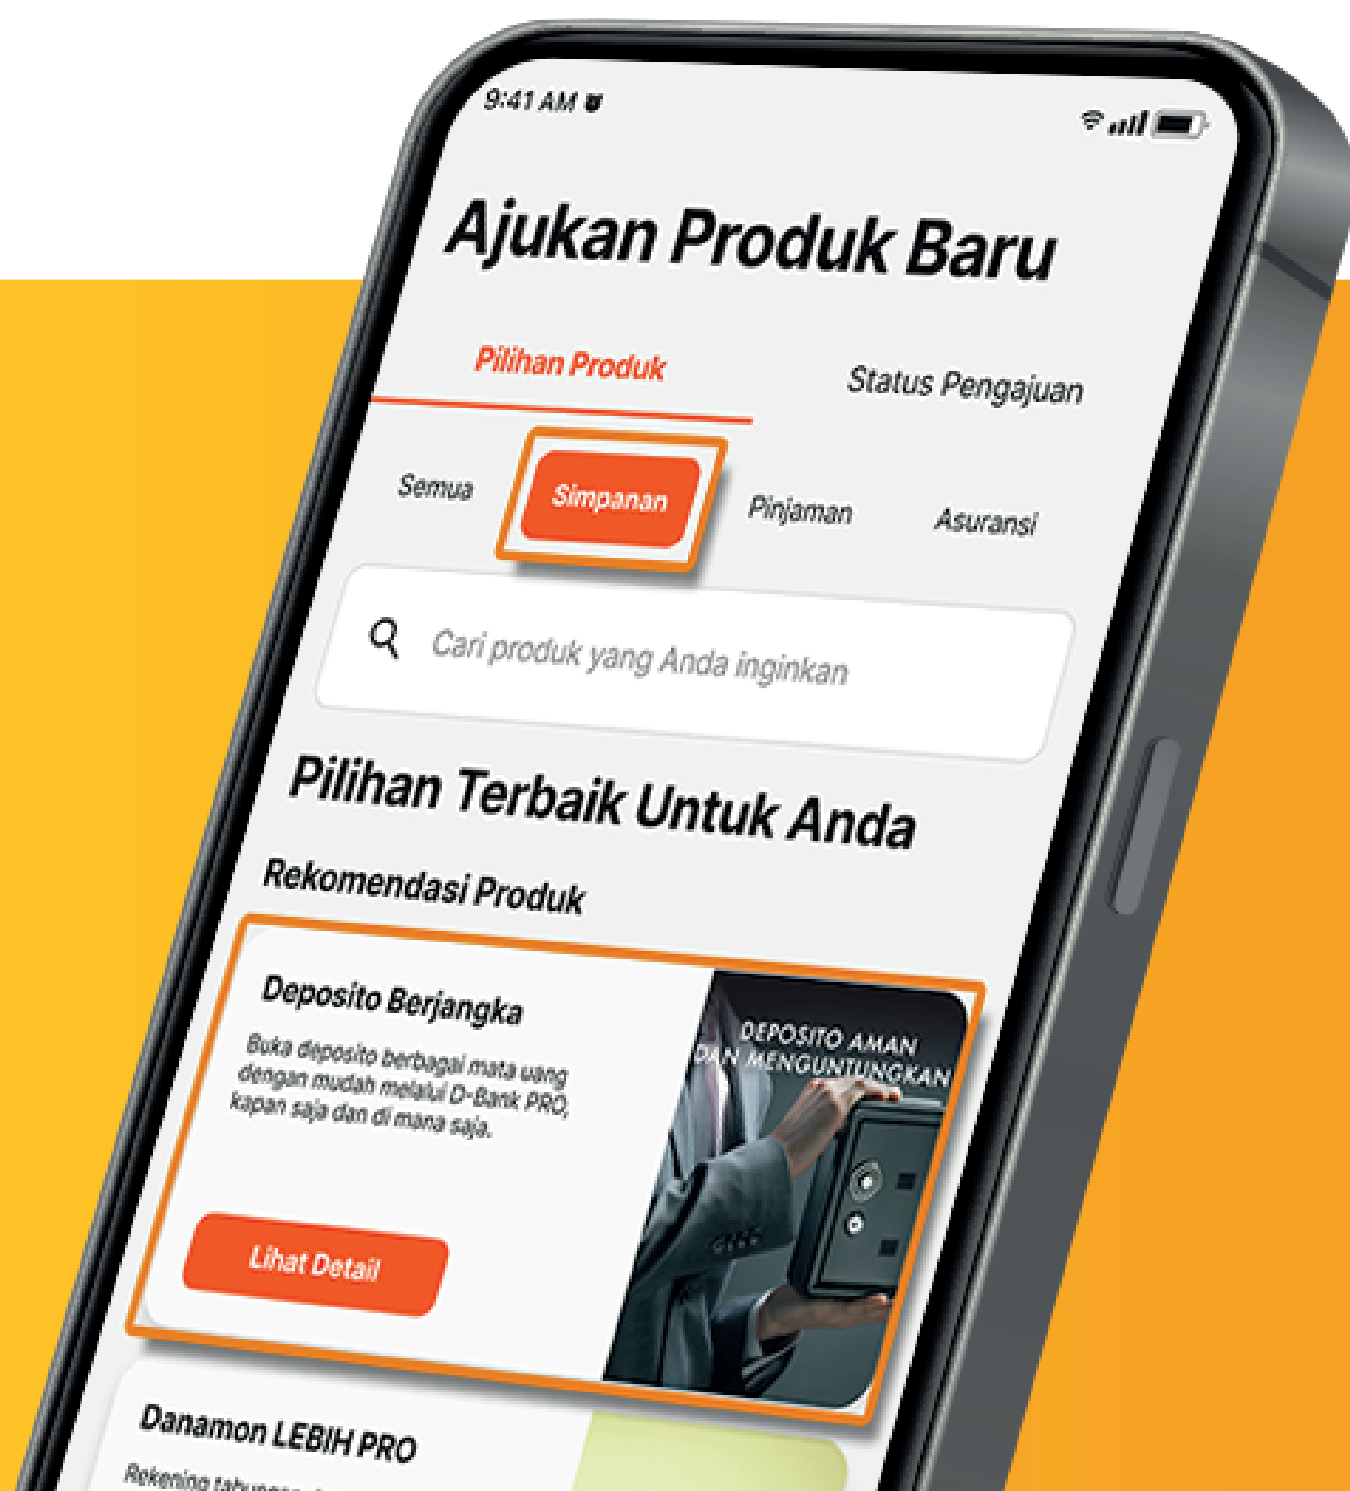 9:41 AM
Ajukan Produk Baru
Pilihan Produk
Status Pengajuan
Semua
Simpanan
Pinjaman
Asuransi
Cari produk yang Anda inginkan
Pilihan Terbaik Untuk Anda
Rekomendasi Produk
Deposito Berjangka
Buka deposito berbagai mata uang
dengan mudah melalui D-Bank PRO,
kapan saja dan di mana saja.
Lihat Detail
DEPOSITO AMAN
DAN MENGUNTUNGKAN
Danamon LEBIH PRO
Rekening